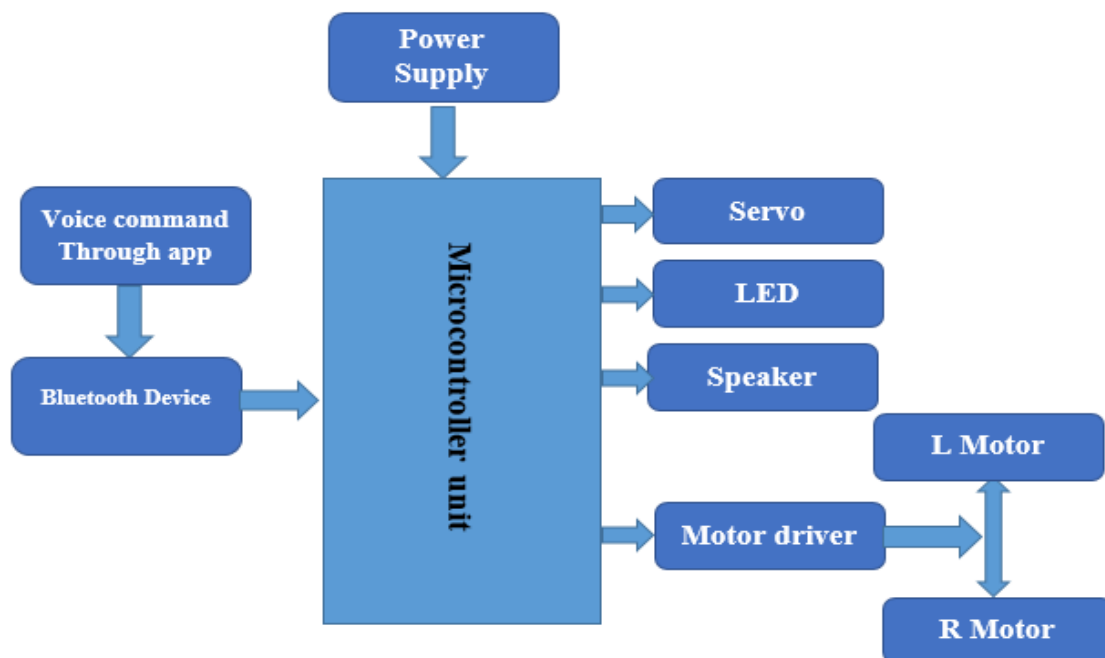 Power
Supply
Voice command
Through app
Bluetooth Device
Microcontroller unit
Servo
LED
Speaker
Motor driver
L Motor
R Motor